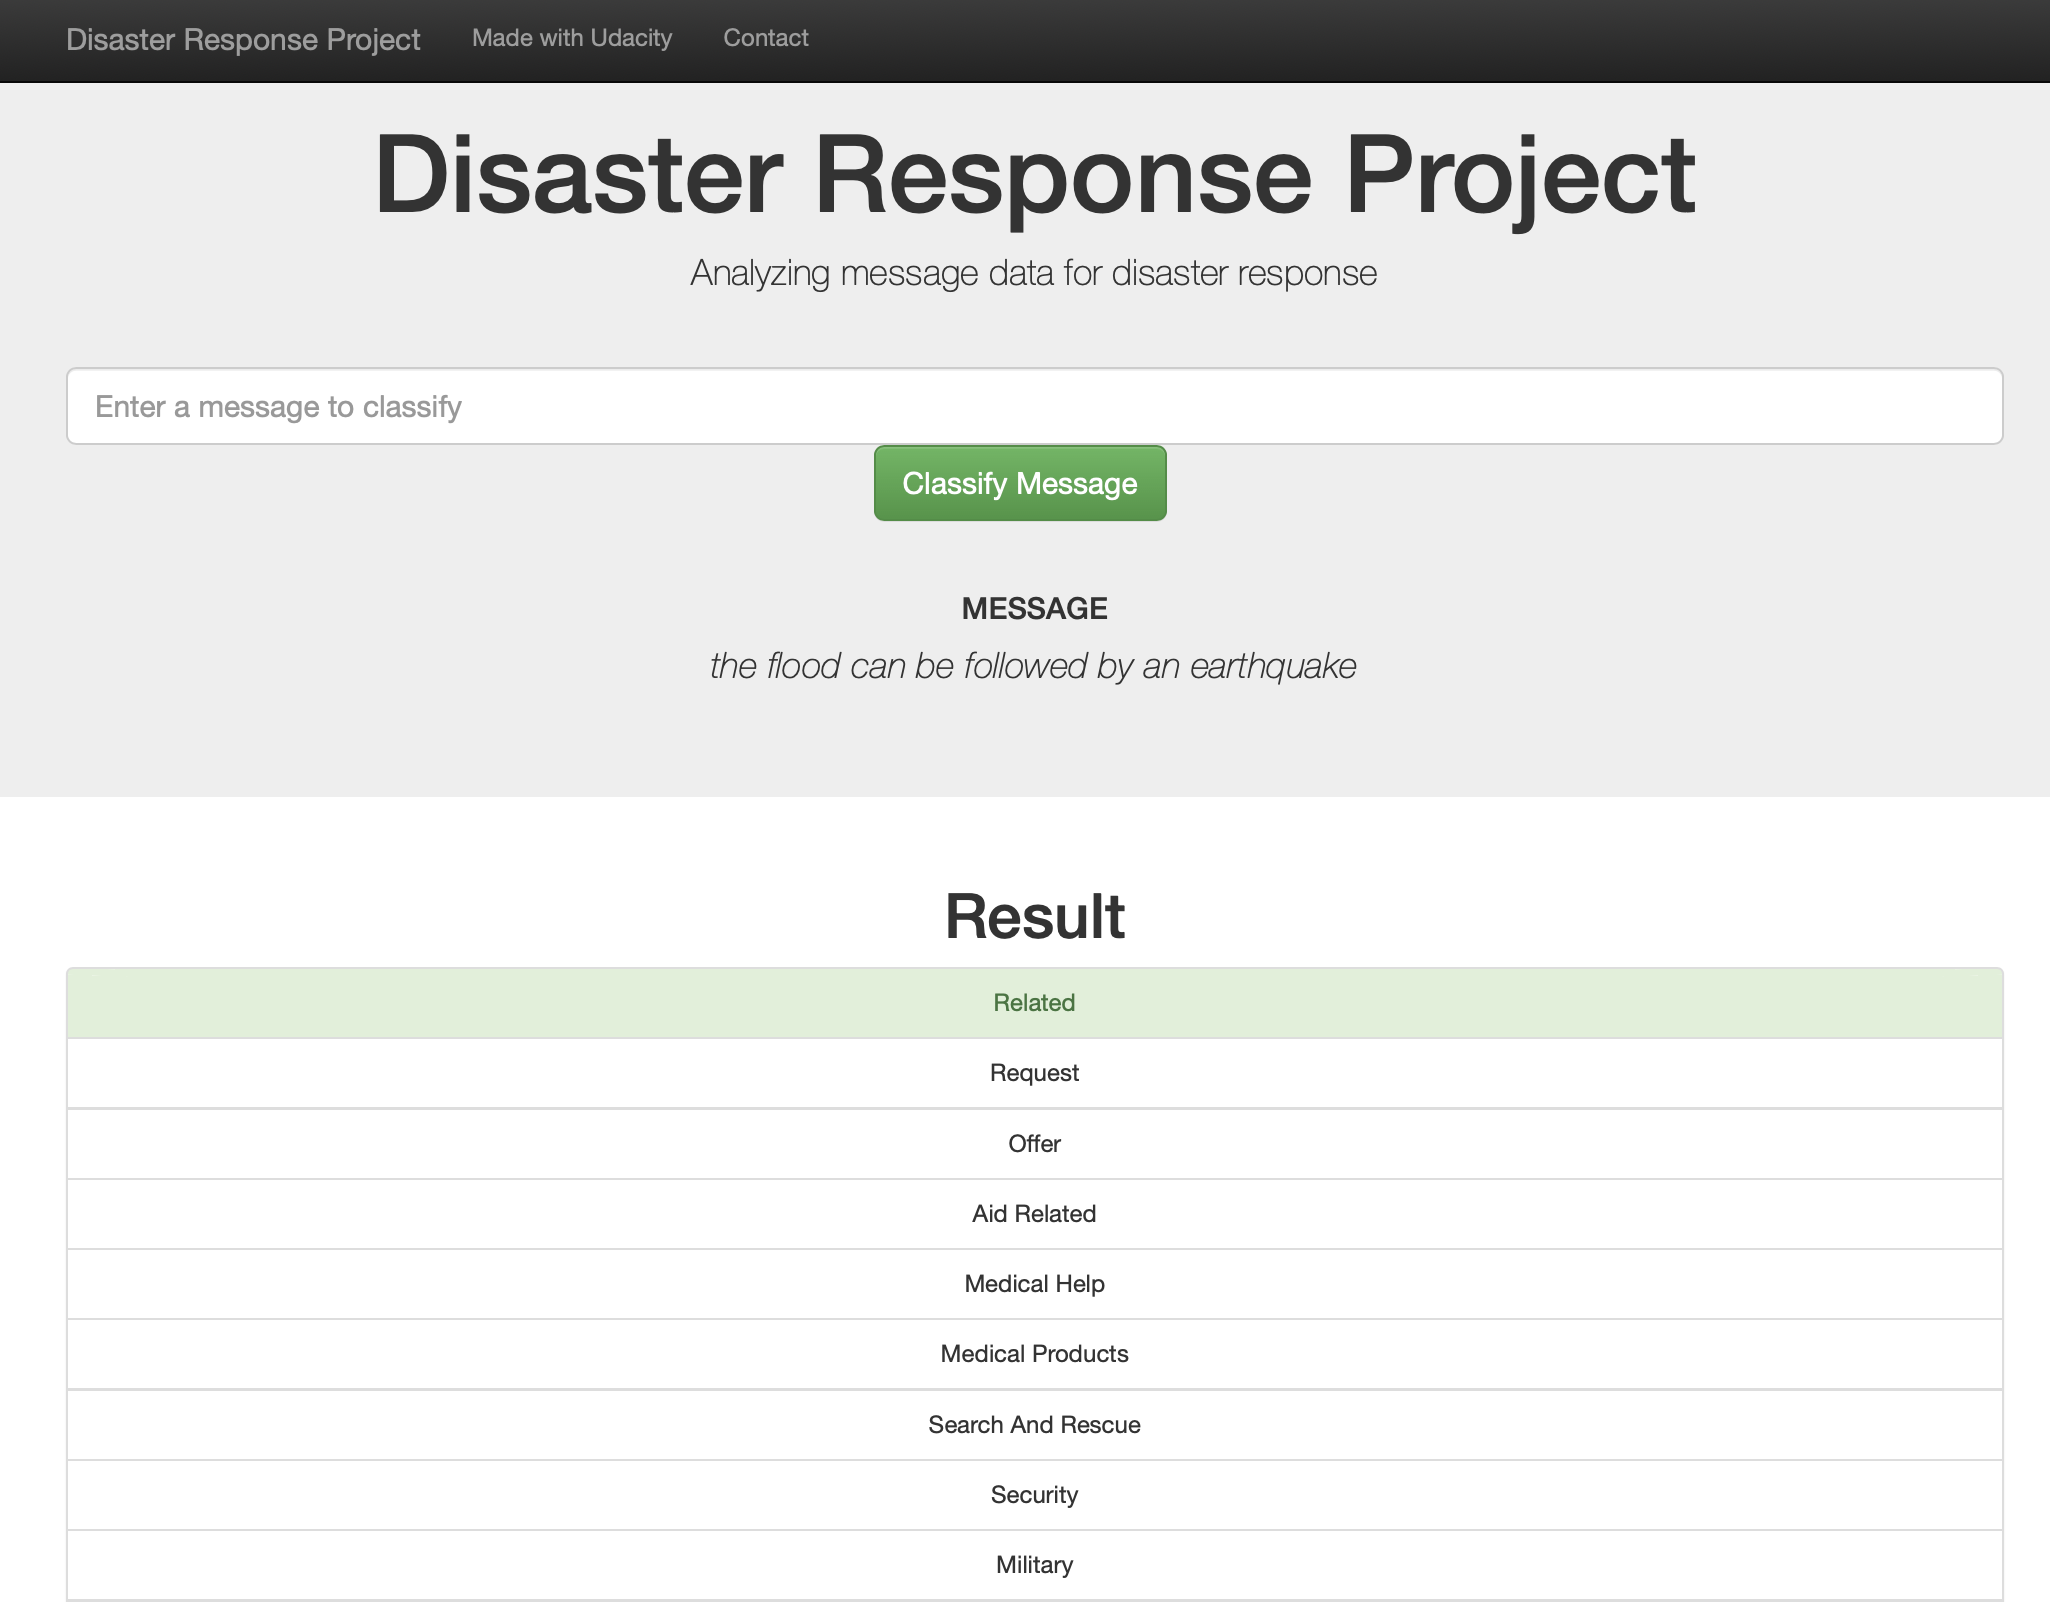 Disaster Response Project Made with Udacity Contact
Disaster Response Project
Analyzing message data for disaster response
Enter a message to classify
Classify Message
MESSAGE
the flood can be followed by an earthquake
Result
Related
Request
Offer
Aid Related
Medical Help
Medical Products
Search And Rescue
Security
Military